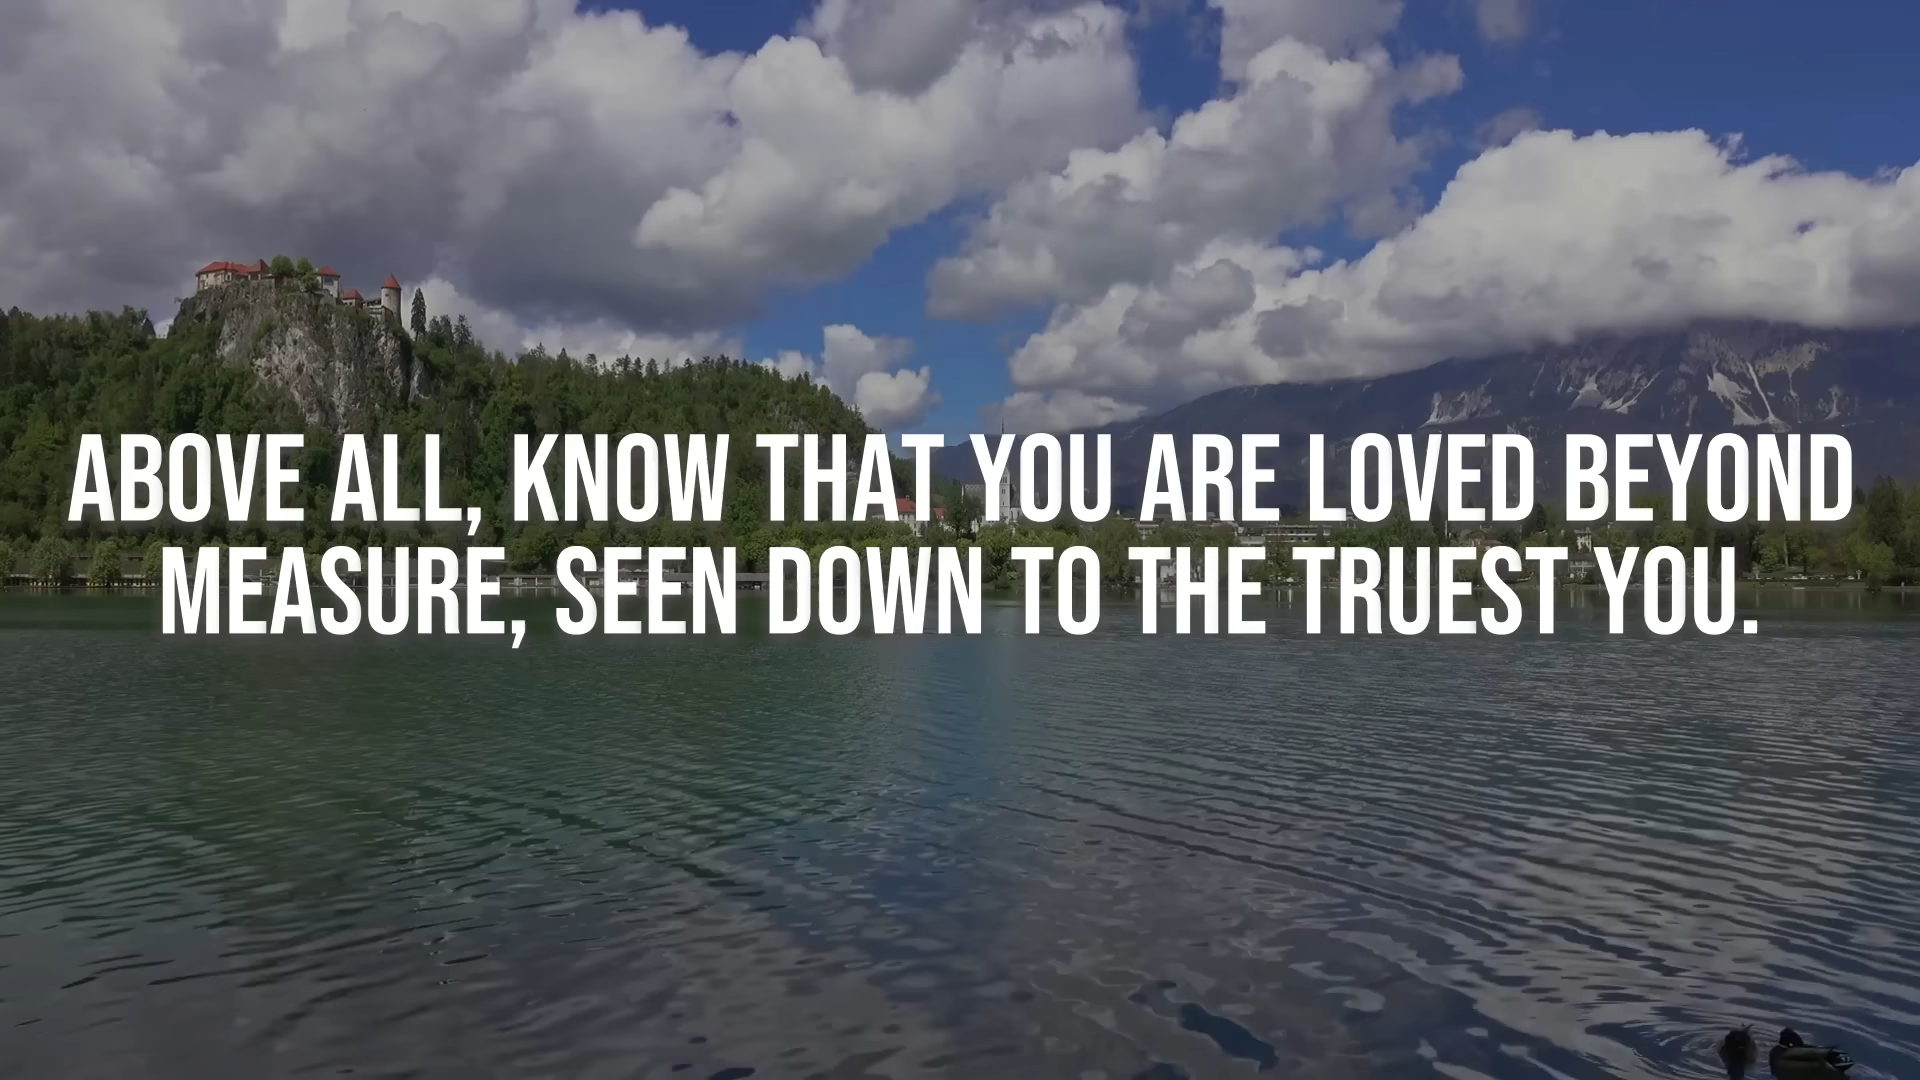 ABOVE ALL, KNOW THAT YOU ARE LOVED BEYOND
MEASURE, SEEN DOWN TO THE TRUEST YOU.